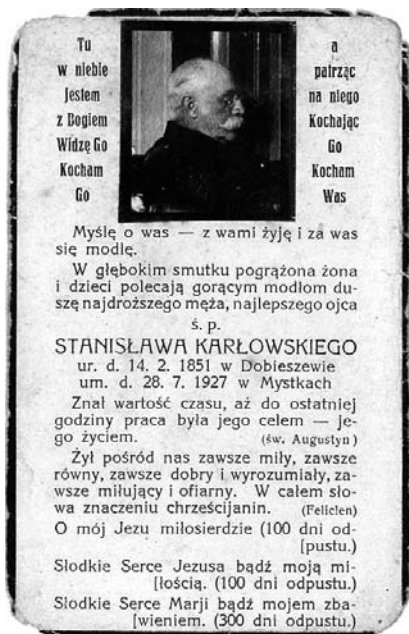 Tu
w niebie
Jestem
z Bogiem
Widzę Go
Kocham
Go
a
patrząc
na niego
Kochając
Go
Kocham
Was
Myślę o was — z wami żyję i za was
się modlę.
W głębokim smutku pogrążona żona
i dzieci polecają gorącym modłom du-
szę najdroższego męża, najlepszego ojca
ś. p.
STANISŁAWA KARŁOWSKIEGO
ur. d. 14. 2. 1851 w Dobieszewie
um. d. 28. 7. 1927 w Mystkach
Znał wartość czasu, aż do ostatniej
godziny praca była jego celem — je-
go życiem. (św. Augustyn)
Żył pośród nas zawsze miły, zawsze
równy, zawsze dobry i wyrozumiały, za-
wsze miłujący i ofiarny. W całem sło-
wa znaczeniu chrześcijanin. (Felicien)
O mój Jezu miłosierdzie (100 dni od-
[pustu.)
Słodkie Serce Jezusa bądź moją mi-
[łością. (100 dni odpustu.)
Słodkie Serce Marji bądź mojem zba-
[wieniem. (300 dni odpustu.)